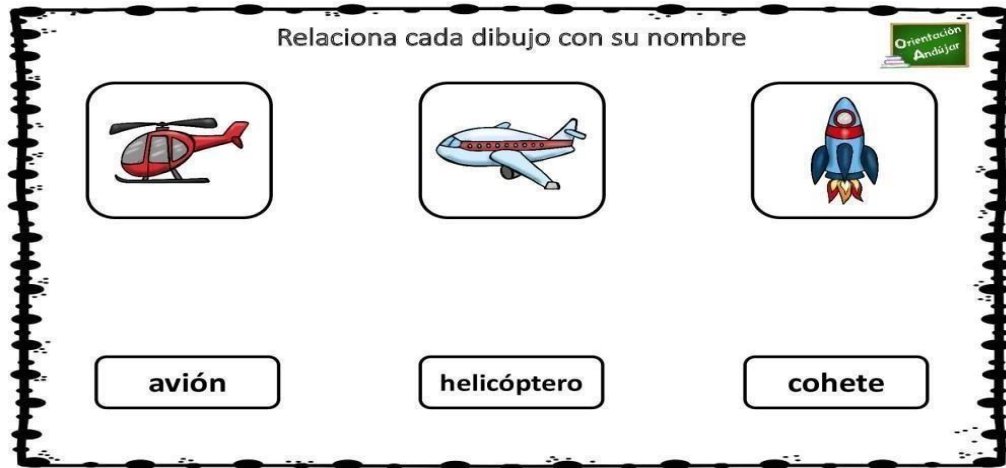 Relaciona cada dibujo con su nombre
Orientación
Andújar
avión
helicóptero
cohete